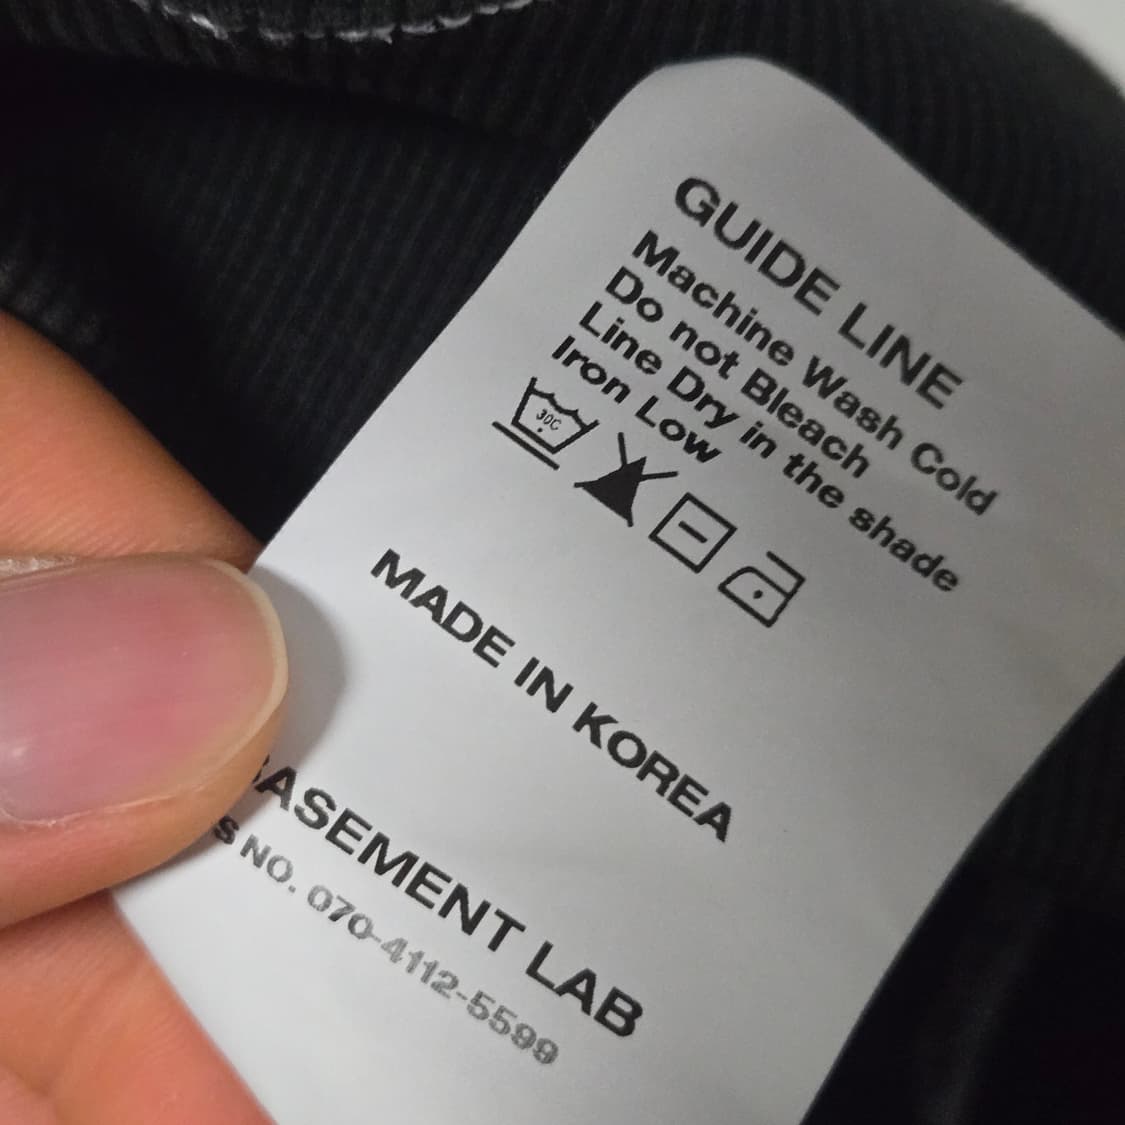 GUIDE LINE
Machine Wash Cold
Do not Bleach
Line Dry in the shade
Iron Low
30C
MADE IN KOREA
BASEMENT LAB
S NO. 070-4112-5599